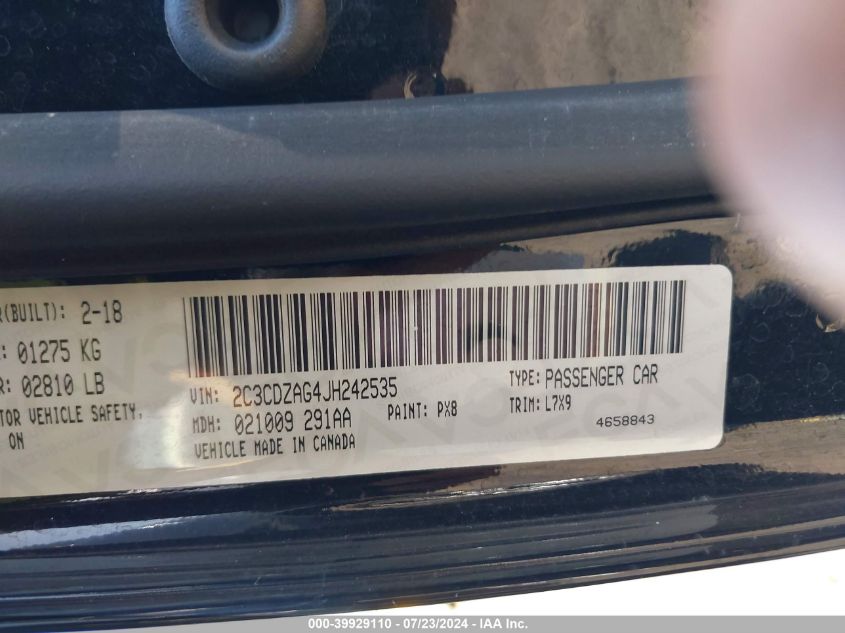 R(BUILT): 2-18
: 01275 KG
R: 02810 LB
TOR VEHICLE SAFETY,
ON
VIN: 2C3CDZAG4JH242535
TYPE: PASSENGER CAR
MDH: 021009 291AA
PAINT: PX8
TRIM: L7X9
VEHICLE MADE IN CANADA
4658843
000-39929110 - 07/23/2024 - IAA Inc.